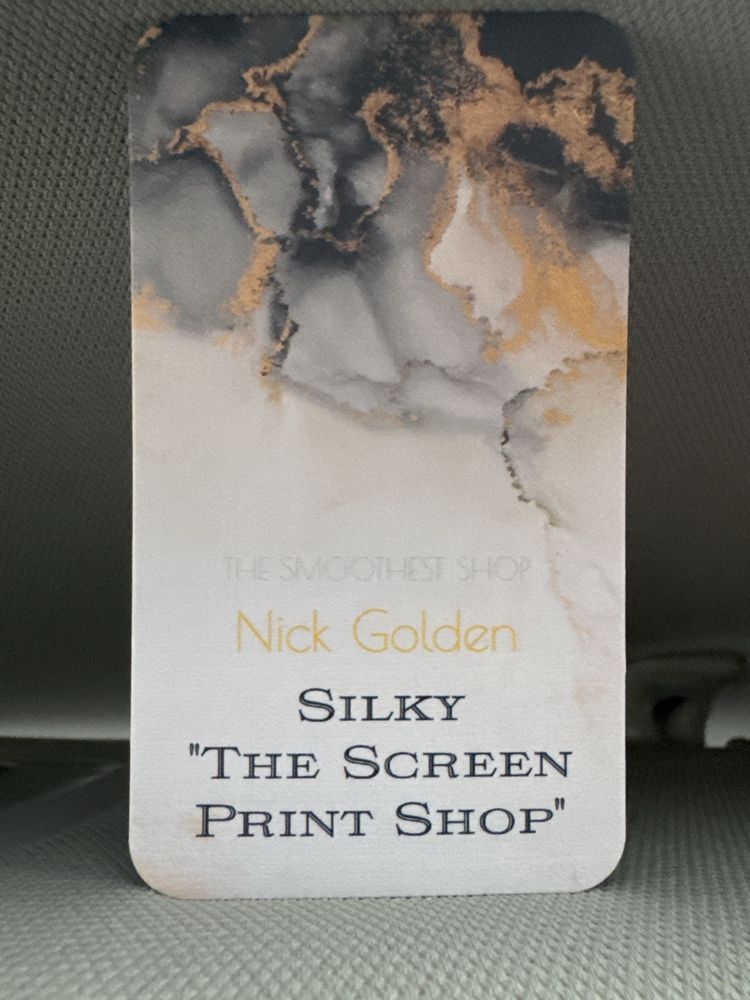 THE SMOOTHEST SHOP
Nick Golden
SILKY
"THE SCREEN
PRINT SHOP"